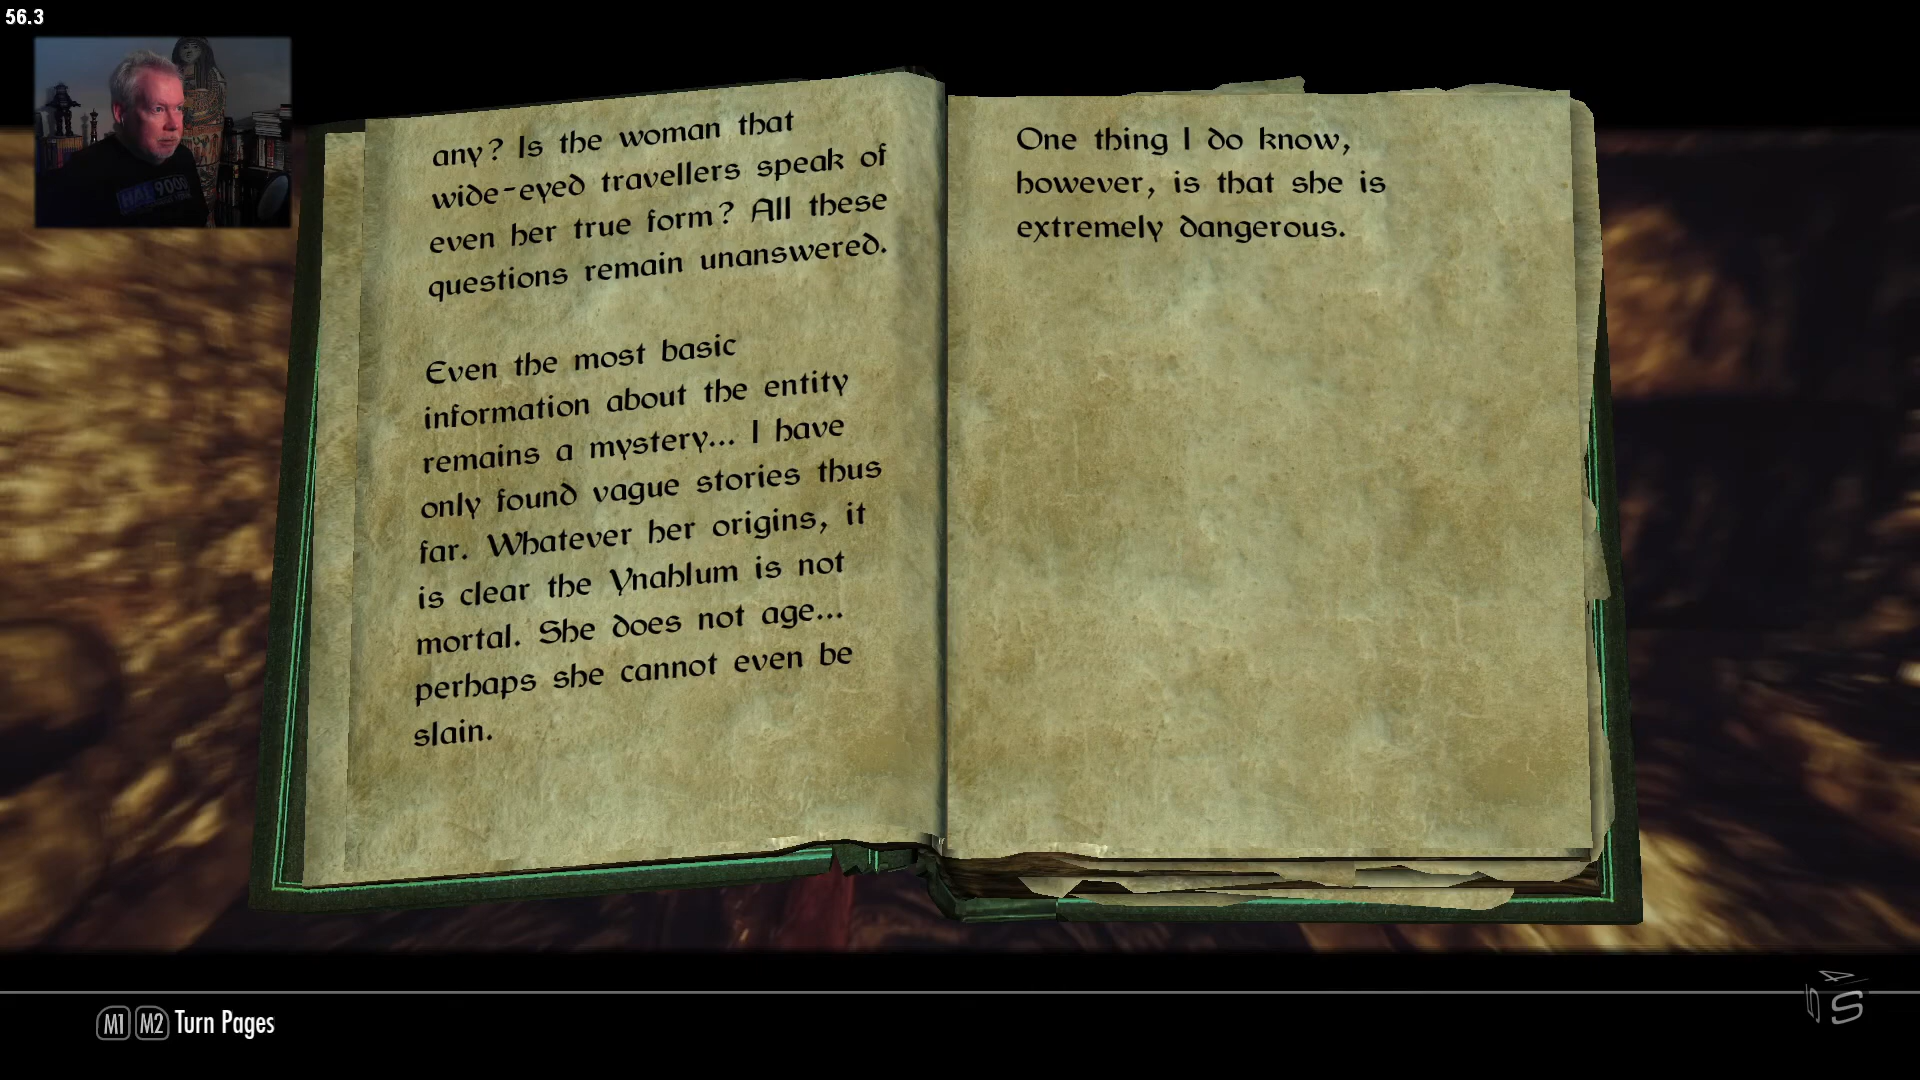 56.3
HAL 9000
any? Is the woman that
wide-eyed travellers speak of
even her true form? All these
questions remain unanswered.
Even the most basic
information about the entity
remains a mystery... I have
only found vague stories thus
far. Whatever her origins, it
is clear the Ynahlum is not
mortal. She does not age...
perhaps she cannot even be
slain.
One thing I do know,
however, is that she is
extremely dangerous.
M1 M2 Turn Pages